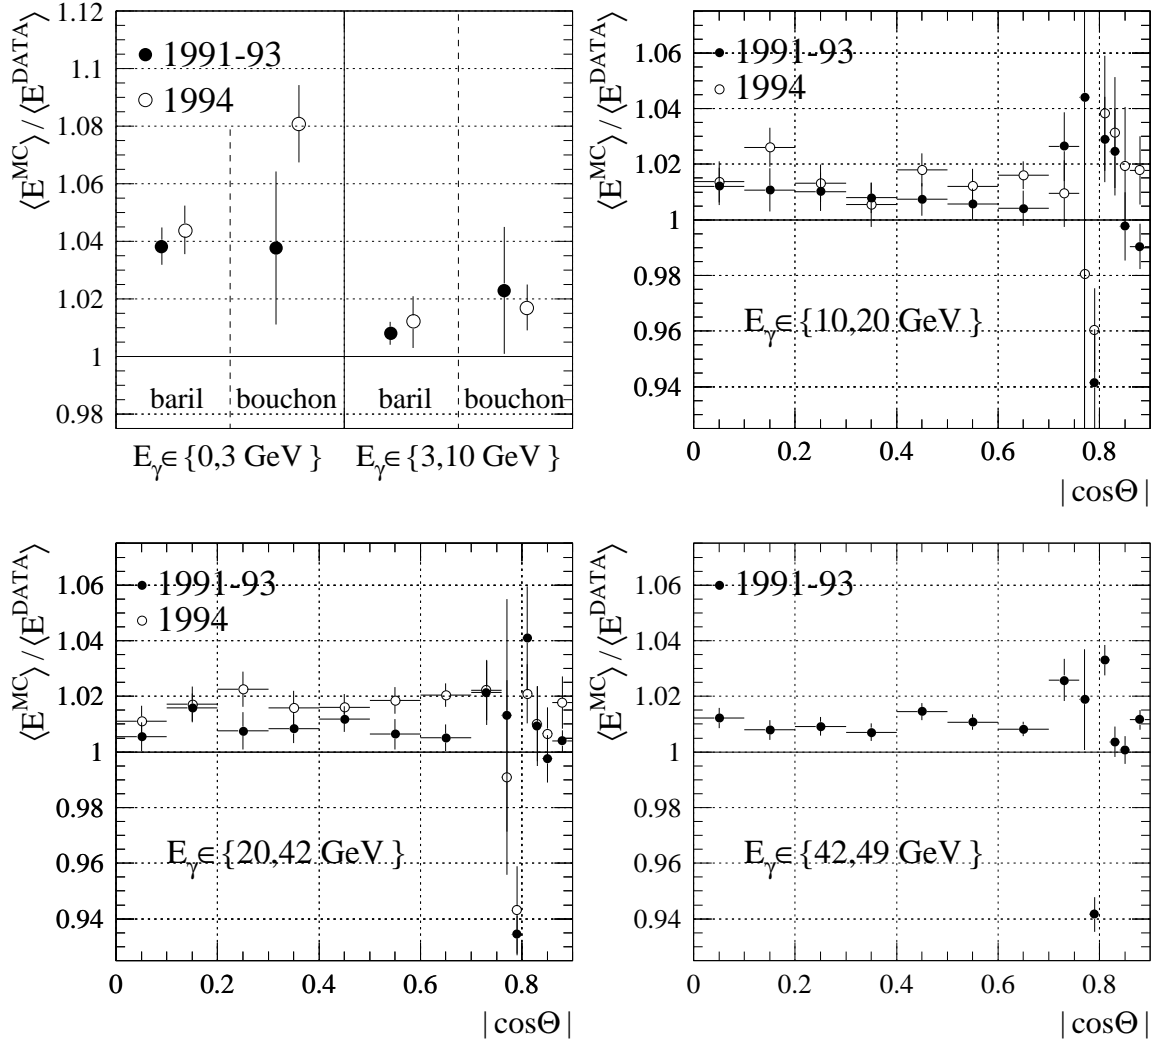 ⟨E^MC⟩ / ⟨E^DATA⟩
1.12
1.1
1.08
1.06
1.04
1.02
1
0.98
1991-93
1994
baril
bouchon
baril
bouchon
E_γ∈{0,3 GeV}
E_γ∈{3,10 GeV}
⟨E^MC⟩ / ⟨E^DATA⟩
1.06
1.04
1.02
1
0.98
0.96
0.94
1991-93
1994
E_γ∈{10,20 GeV}
0 0.2 0.4 0.6 0.8
|cosΘ|
⟨E^MC⟩ / ⟨E^DATA⟩
1.06
1.04
1.02
1
0.98
0.96
0.94
1991-93
1994
E_γ∈{20,42 GeV}
0 0.2 0.4 0.6 0.8
|cosΘ|
⟨E^MC⟩ / ⟨E^DATA⟩
1.06
1.04
1.02
1
0.98
0.96
0.94
1991-93
E_γ∈{42,49 GeV}
0 0.2 0.4 0.6 0.8
|cosΘ|